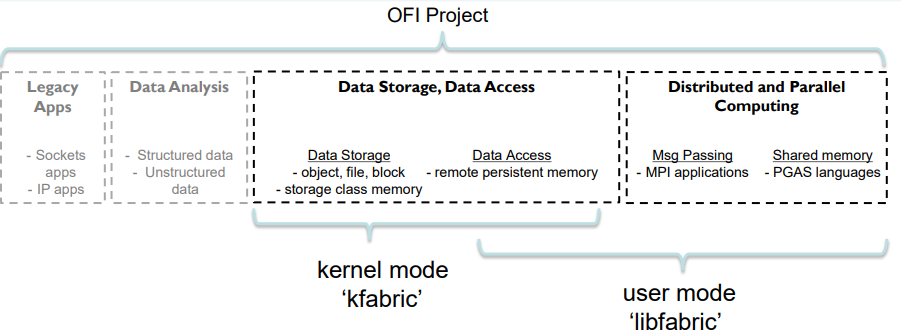 OFI Project
Legacy
Apps
- Sockets
apps
- IP apps
Data Analysis
- Structured data
- Unstructured
data
Data Storage, Data Access
Data Storage
- object, file, block
- storage class memory
Data Access
- remote persistent memory
Distributed and Parallel
Computing
Msg Passing
- MPI applications
Shared memory
- PGAS languages
kernel mode
‘kfabric’
user mode
‘libfabric’